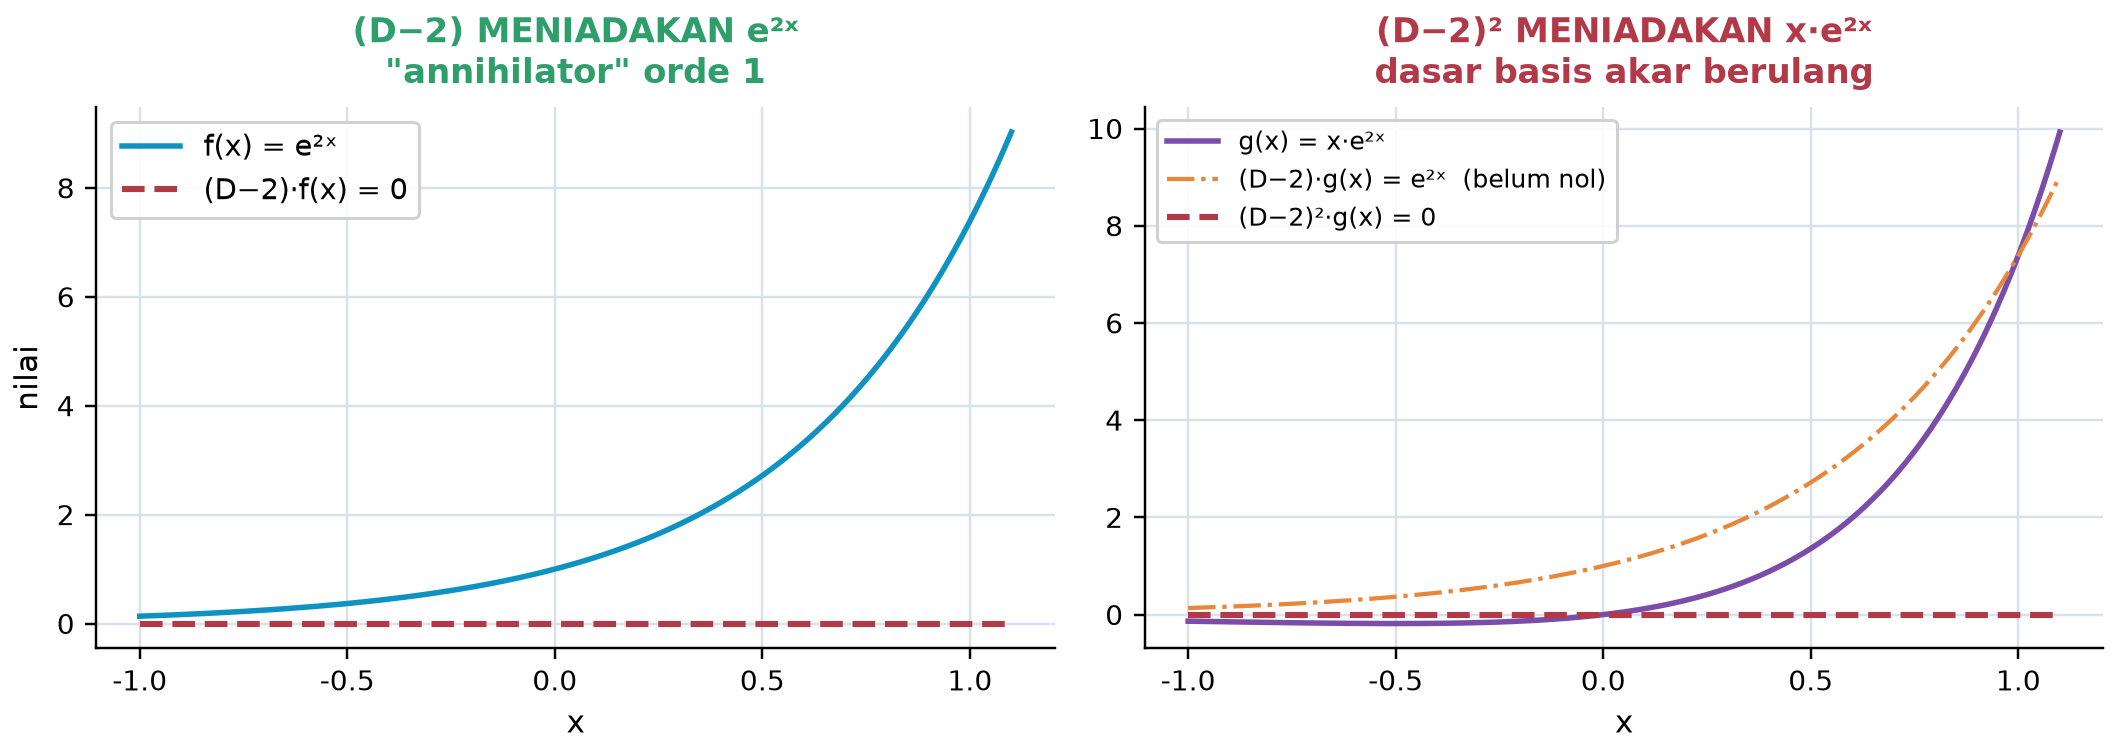 (D−2) MENIADAKAN e²ˣ
"annihilator" orde 1
f(x) = e²ˣ
(D−2)·f(x) = 0
nilai
8
6
4
2
0
-1.0
-0.5
0.0
0.5
1.0
x
(D−2)² MENIADAKAN x·e²ˣ
dasar basis akar berulang
g(x) = x·e²ˣ
(D−2)·g(x) = e²ˣ  (belum nol)
(D−2)²·g(x) = 0
10
8
6
4
2
0
-1.0
-0.5
0.0
0.5
1.0
x